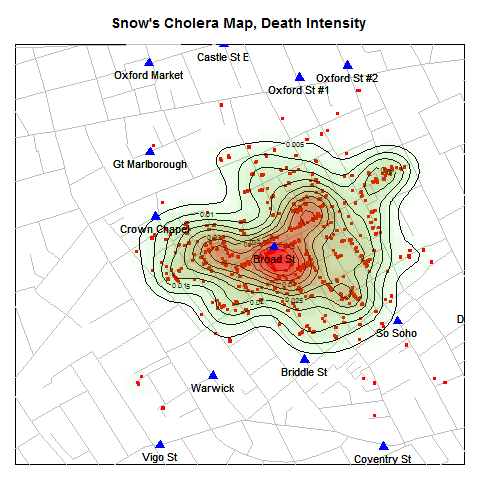 Snow's Cholera Map, Death Intensity
Castle St E
Oxford Market
Oxford St #2
Oxford St #1
0.005
Gt Marlborough
0.01
Crown Chapel
Broad St
0.015
0.02
0.025
So Soho
D
Briddle St
Warwick
Vigo St
Coventry St